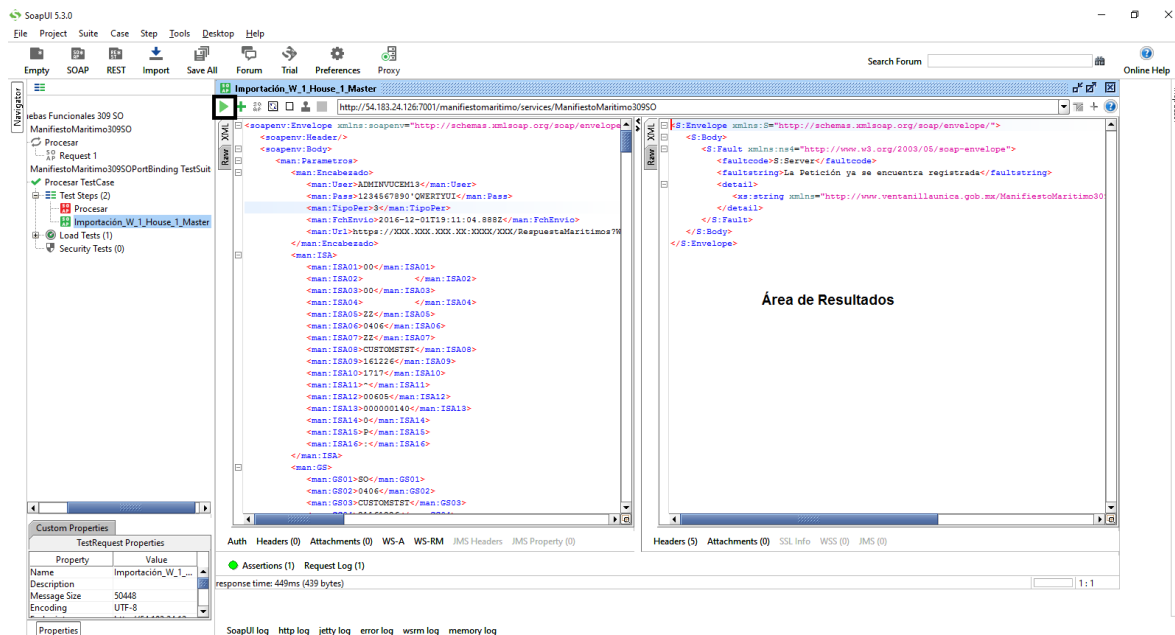 SoapUI 5.3.0
File Project Suite Case Step Tools Desktop Help
Empty SOAP REST Import Save All Forum Trial Preferences Proxy
Search Forum
Online Help
Navigator
iebas Funcionales 309 SO
ManifiestoMaritimo309SO
Procesar
Request 1
ManifiestoMaritimo309SOPortBinding TestSuit
Procesar TestCase
Test Steps (2)
Procesar
Importación_W_1_House_1_Master
Load Tests (1)
Security Tests (0)
Importación_W_1_House_1_Master
http://54.183.24.126:7001/manifiestomaritimo/services/ManifiestoMaritimo309SO
XML
Raw
<soapenv:Envelope xmlns:soapenv="http://schemas.xmlsoap.org/soap/envelope
<soapenv:Header/>
<soapenv:Body>
<man:Parametros>
<man:Encabezado>
<man:User>ADMINVUCEM13</man:User>
<man:Pass>1234567890'QWERTYUI</man:Pass>
<man:TipoPer>3</man:TipoPer>
<man:FchEnvio>2016-12-01T19:11:04.888Z</man:FchEnvio>
<man:Url>https://XXX.XXX.XXX.XX:XXXX/XXX/RespuestaMaritimos?W
</man:Encabezado>
<man:ISA>
<man:ISA01>00</man:ISA01>
<man:ISA02>          </man:ISA02>
<man:ISA03>00</man:ISA03>
<man:ISA04>          </man:ISA04>
<man:ISA05>ZZ</man:ISA05>
<man:ISA06>0406</man:ISA06>
<man:ISA07>ZZ</man:ISA07>
<man:ISA08>CUSTOMSTST</man:ISA08>
<man:ISA09>161226</man:ISA09>
<man:ISA10>1717</man:ISA10>
<man:ISA11>^</man:ISA11>
<man:ISA12>00605</man:ISA12>
<man:ISA13>000000140</man:ISA13>
<man:ISA14>0</man:ISA14>
<man:ISA15>P</man:ISA15>
<man:ISA16>:</man:ISA16>
</man:ISA>
<man:GS>
<man:GS01>SO</man:GS01>
<man:GS02>0406</man:GS02>
<man:GS03>CUSTOMSTST</man:GS03>
XML
Raw
<S:Envelope xmlns:S="http://schemas.xmlsoap.org/soap/envelope/">
<S:Body>
<S:Fault xmlns:ns4="http://www.w3.org/2003/05/soap-envelope">
<faultcode>S:Server</faultcode>
<faultstring>La Petición ya se encuentra registrada</faultstring>
<detail>
<xs:string xmlns="http://www.ventanillaunica.gob.mx/ManifiestoMaritimo30
</detail>
</S:Fault>
</S:Body>
</S:Envelope>
Área de Resultados
Auth Headers (0) Attachments (0) WS-A WS-RM JMS Headers JMS Property (0)
Headers (5) Attachments (0) SSL Info WSS (0) JMS (0)
Assertions (1) Request Log (1)
response time: 449ms (439 bytes)
1:1
Custom Properties
TestRequest Properties
Property Value
Name Importación_W_1_...
Description
Message Size 50448
Encoding UTF-8
Properties
SoapUI log http log jetty log error log wsrm log memory log